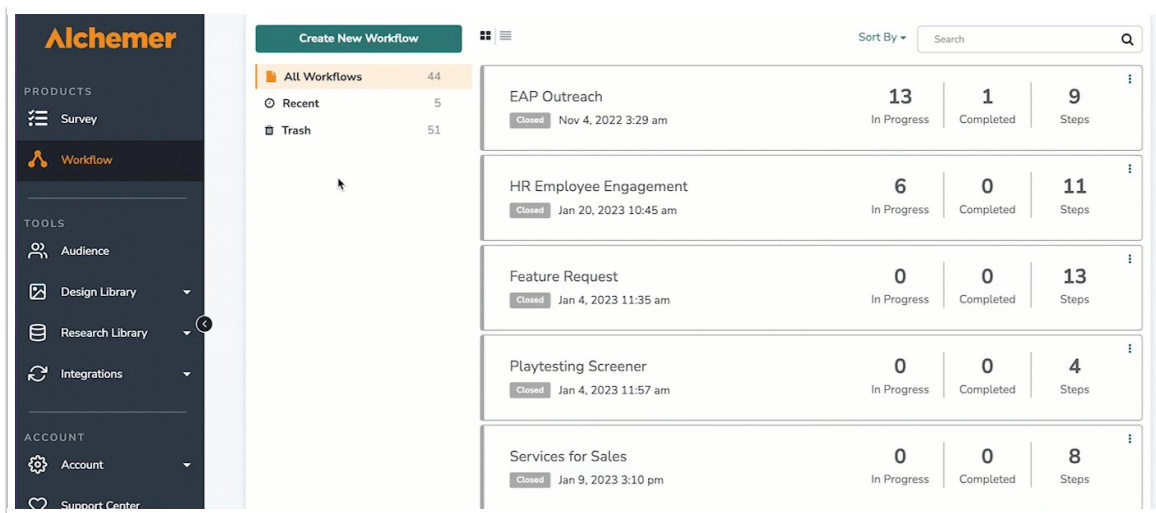 Alchemer
PRODUCTS
Survey
Workflow
TOOLS
Audience
Design Library
Research Library
Integrations
ACCOUNT
Account
Support Center
Create New Workflow
All Workflows 44
Recent 5
Trash 51
Sort By
Search
EAP Outreach
Closed Nov 4, 2022 3:29 am
13 1 9
In Progress Completed Steps
HR Employee Engagement
Closed Jan 20, 2023 10:45 am
6 0 11
In Progress Completed Steps
Feature Request
Closed Jan 4, 2023 11:35 am
0 0 13
In Progress Completed Steps
Playtesting Screener
Closed Jan 4, 2023 11:57 am
0 0 4
In Progress Completed Steps
Services for Sales
Closed Jan 9, 2023 3:10 pm
0 0 8
In Progress Completed Steps